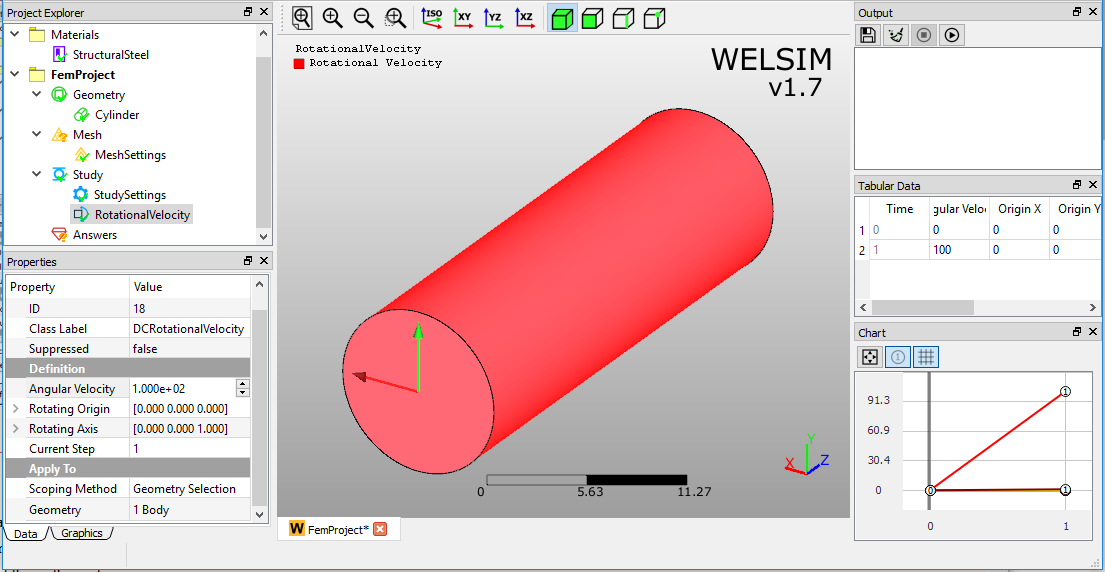 Project Explorer
Materials
StructuralSteel
FemProject
Geometry
Cylinder
Mesh
MeshSettings
Study
StudySettings
RotationalVelocity
Answers
Properties
Property Value
ID 18
Class Label DCRotationalVelocity
Suppressed false
Definition
Angular Velocity 1.000e+02
Rotating Origin [0.000 0.000 0.000]
Rotating Axis [0.000 0.000 1.000]
Current Step 1
Apply To
Scoping Method Geometry Selection
Geometry 1 Body
Data Graphics
ISO XY YZ XZ
RotationalVelocity
Rotational Velocity
WELSIM
v1.7
Y
X Z
0 5.63 11.27
W FemProject*
Output
Tabular Data
Time gular Velo Origin X Origin Y
1 0 0 0 0
2 1 100 0 0
Chart
1
91.3
60.9
30.4
0
1
0 1
0 1